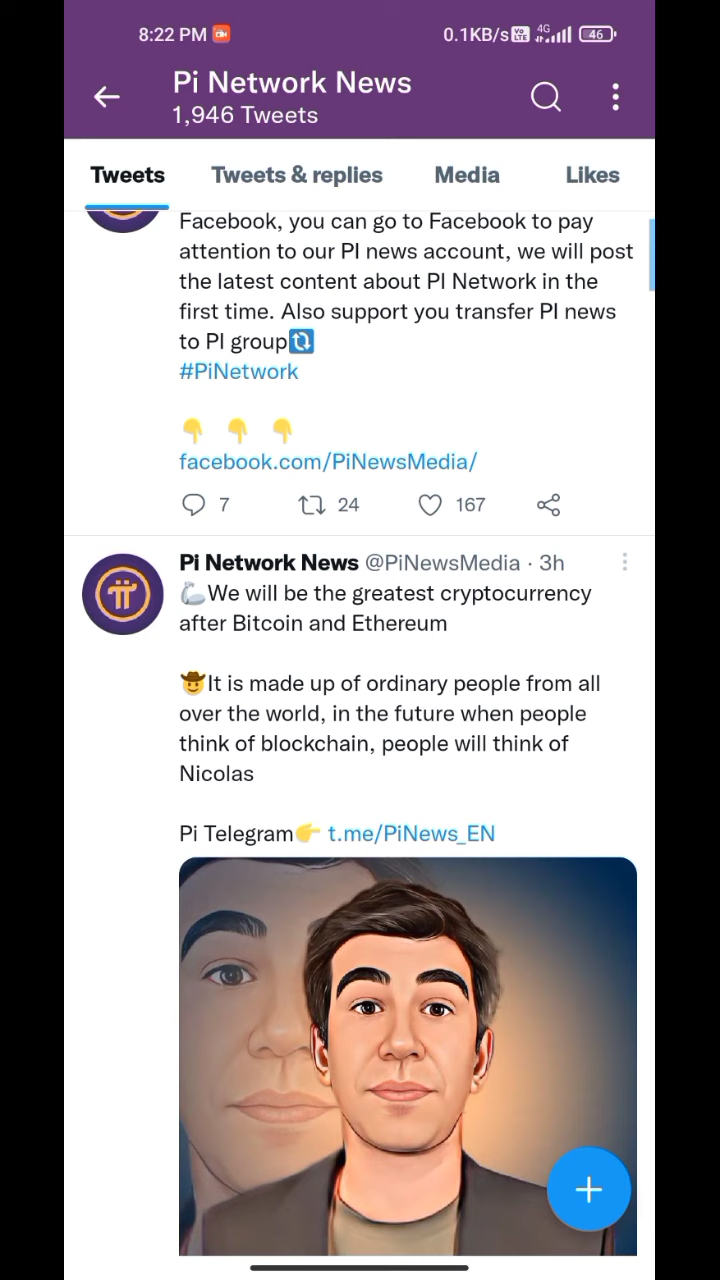 8:22 PM 0.1KB/s Vo LTE 4G 46
Pi Network News
1,946 Tweets
Tweets Tweets & replies Media Likes
Facebook, you can go to Facebook to pay
attention to our PI news account, we will post
the latest content about PI Network in the
first time. Also support you transfer PI news
to PI group🔃
#PiNetwork
👇 👇 👇
facebook.com/PiNewsMedia/
7 24 167
Pi Network News @PiNewsMedia · 3h
🦾We will be the greatest cryptocurrency
after Bitcoin and Ethereum
🤠It is made up of ordinary people from all
over the world, in the future when people
think of blockchain, people will think of
Nicolas
Pi Telegram👉 t.me/PiNews_EN